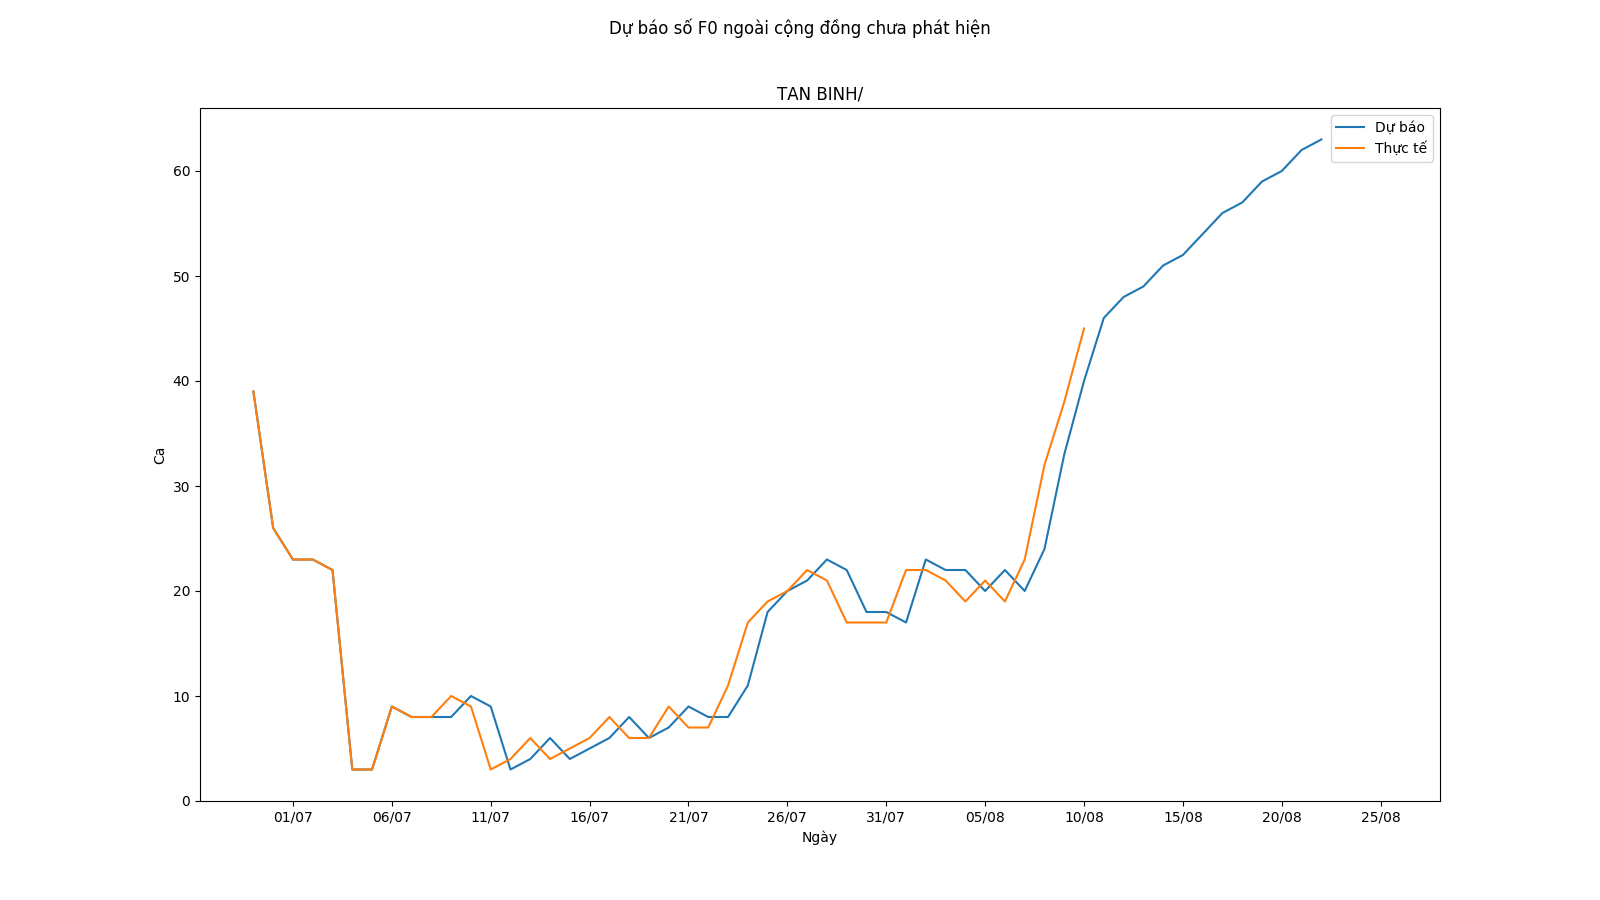 Dự báo số F0 ngoài cộng đồng chưa phát hiện
TAN BINH/
Dự báo
Thực tế
60
50
40
30
20
10
0
Ca
01/07 06/07 11/07 16/07 21/07 26/07 31/07 05/08 10/08 15/08 20/08 25/08
Ngày